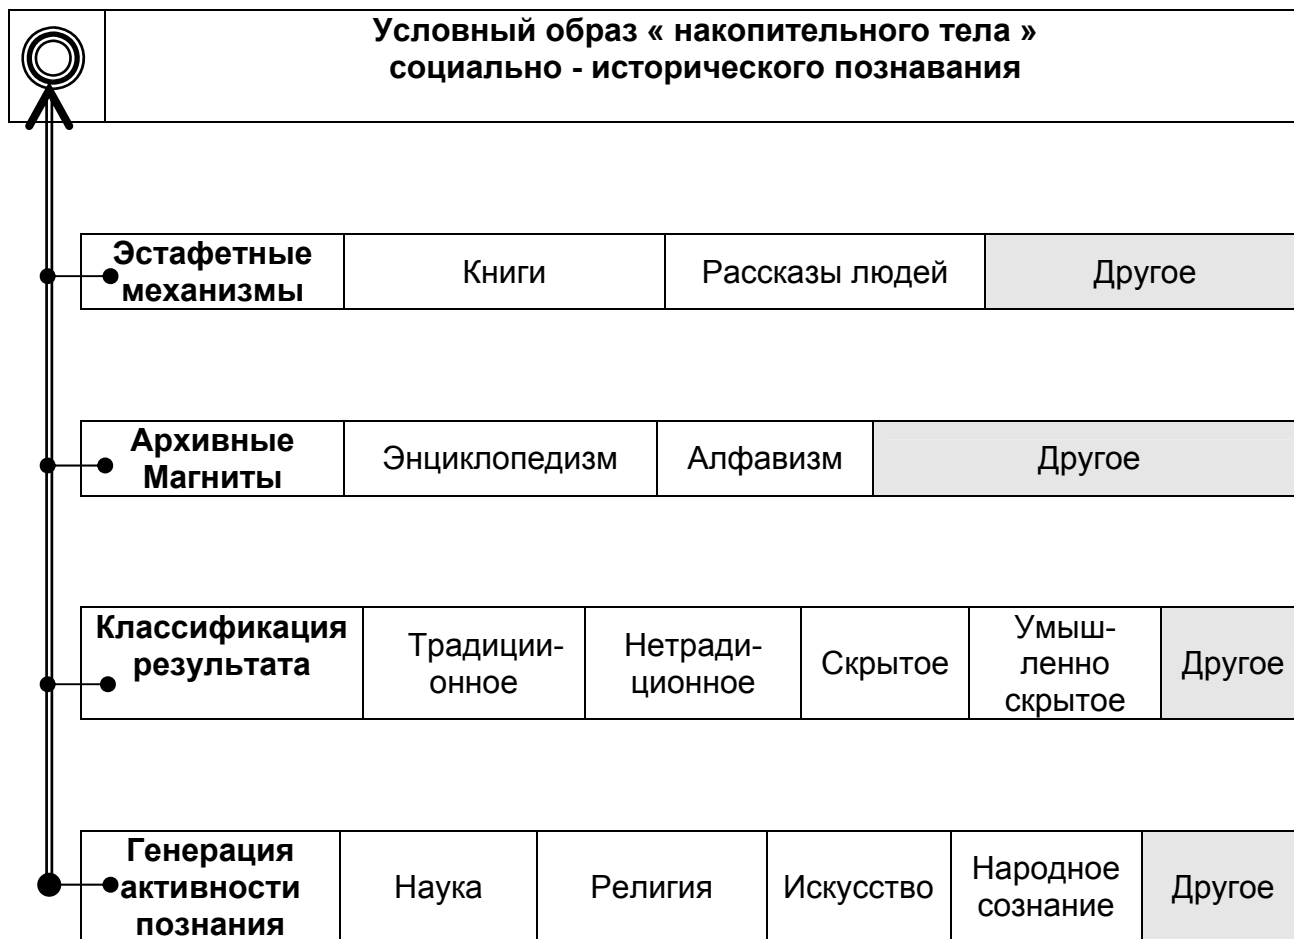 Условный образ « накопительного тела »
социально - исторического познавания
Эстафетные
механизмы
Книги
Рассказы людей
Другое
Архивные
Магниты
Энциклопедизм
Алфавизм
Другое
Классификация
результата
Традиции-
онное
Нетради-
ционное
Скрытое
Умыш-
ленно
скрытое
Другое
Генерация
активности
познания
Наука
Религия
Искусство
Народное
сознание
Другое